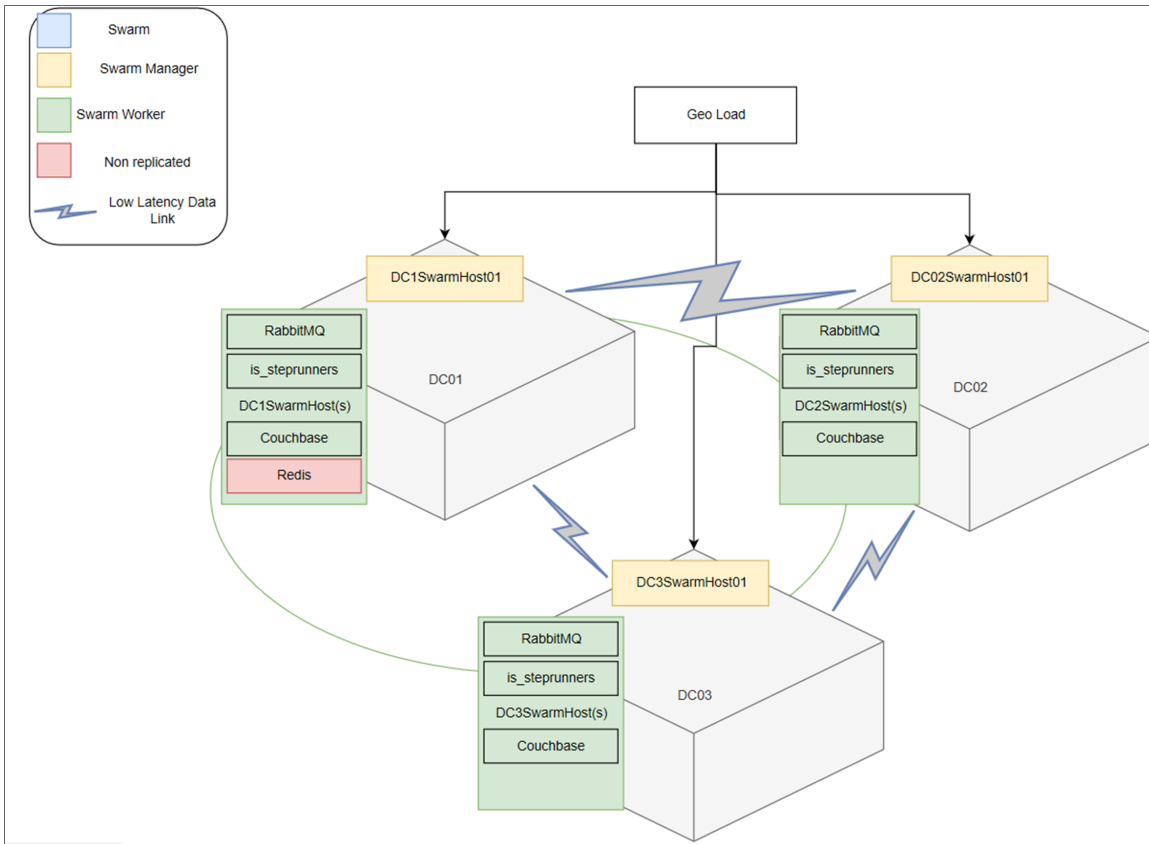 Swarm
Swarm Manager
Swarm Worker
Non replicated
Low Latency Data
Link
Geo Load
DC1SwarmHost01
DC02SwarmHost01
RabbitMQ
is_steprunners
DC1SwarmHost(s)
Couchbase
Redis
DC01
RabbitMQ
is_steprunners
DC2SwarmHost(s)
Couchbase
DC02
DC3SwarmHost01
RabbitMQ
is_steprunners
DC3SwarmHost(s)
Couchbase
DC03